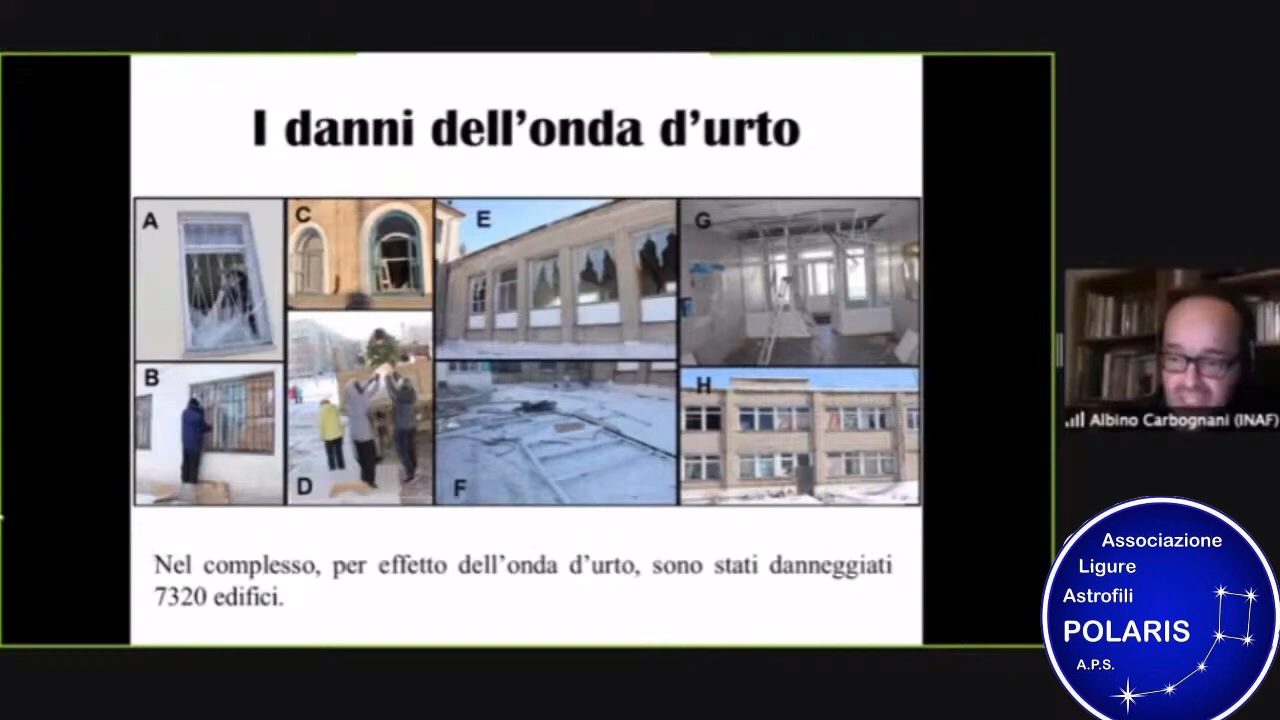 I danni dell’onda d’urto
A
C
E
G
B
D
F
H
Nel complesso, per effetto dell’onda d’urto, sono stati danneggiati
7320 edifici.
Albino Carbognani (INAF)
Associazione
Ligure
Astrofili
POLARIS
A.P.S.